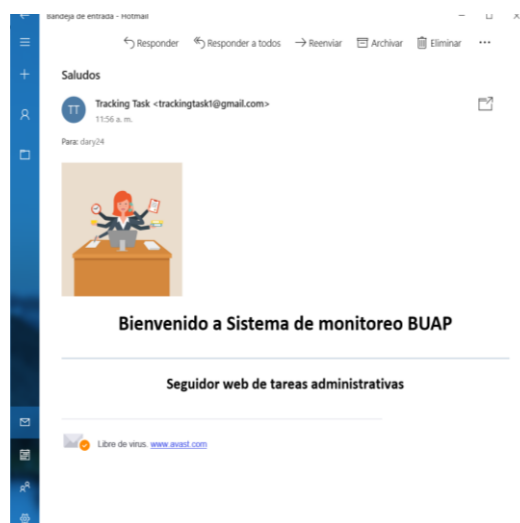 Bandeja de entrada - Hotmail
Responder Responder a todos Reenviar Archivar Eliminar ...
Saludos
TT
Tracking Task <trackingtask1@gmail.com>
11:56 a. m.
Para: dary24
Bienvenido a Sistema de monitoreo BUAP
Seguidor web de tareas administrativas
Libre de virus. www.avast.com